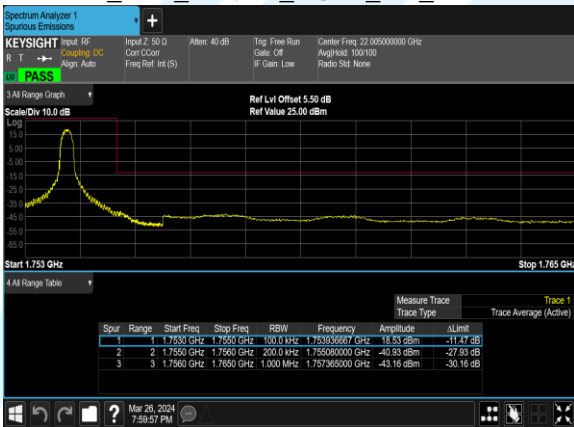 Spectrum Analyzer 1
Spurious Emissions
+
KEYSIGHT Input: RF Input Z: 50 Ω Atten: 40 dB Trig: Free Run Center Freq: 22.005000000 GHz
R T Coupling: DC Corr CCorr Gate: Off Avg|Hold: 100/100
Align: Auto Freq Ref: Int (S) IF Gain: Low Radio Std: None
PASS
3 All Range Graph
Ref Lvl Offset 5.50 dB
Scale/Div 10.0 dB Ref Value 25.00 dBm
Log
15.0
5.00
-5.00
-15.0
-25.0
-35.0
-45.0
-55.0
-65.0
Start 1.753 GHz Stop 1.765 GHz
4 All Range Table
Measure Trace Trace 1
Trace Type Trace Average (Active)
Spur Range Start Freq Stop Freq RBW Frequency Amplitude ΔLimit
1 1 1.7530 GHz 1.7550 GHz 100.0 kHz 1.753936667 GHz 18.53 dBm -11.47 dB
2 2 1.7550 GHz 1.7560 GHz 200.0 kHz 1.755080000 GHz -40.93 dBm -27.93 dB
3 3 1.7560 GHz 1.7650 GHz 1.000 MHz 1.757365000 GHz -43.16 dBm -30.16 dB
? Mar 26, 2024
7:59:57 PM